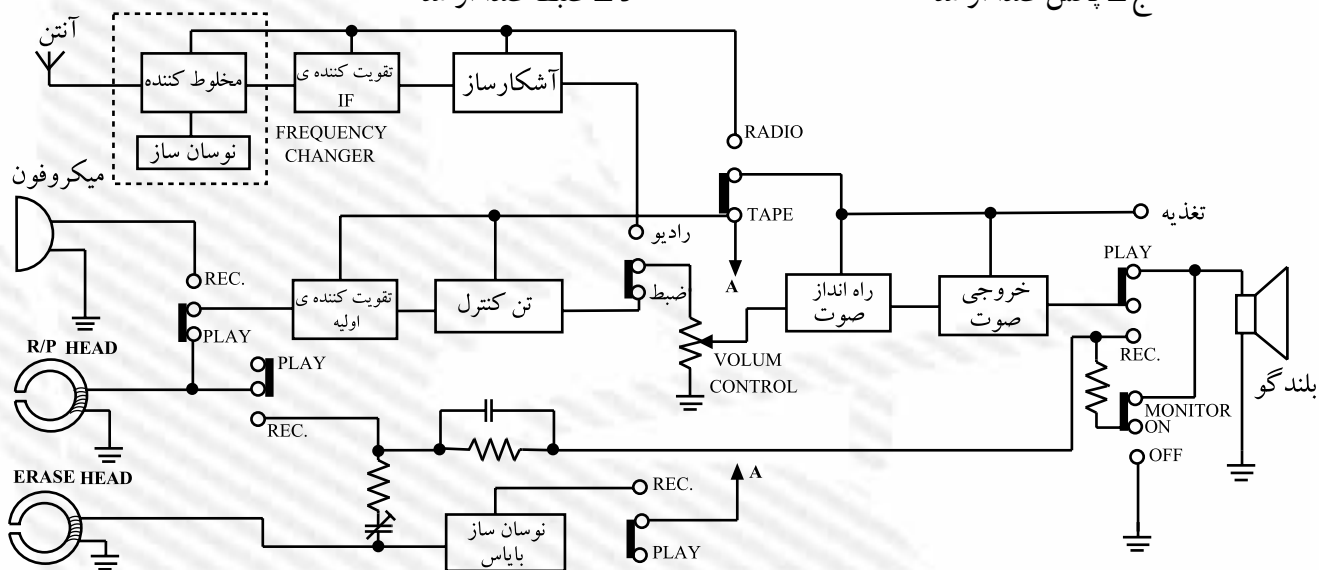 آنتن
مخلوط کننده
نوسان ساز
تقویت کننده ی
IF
FREQUENCY
CHANGER
آشکارساز
RADIO
TAPE
A
میکروفون
REC.
PLAY
R/P HEAD
PLAY
REC.
ERASE HEAD
تقویت کننده ی
اولیه
تن کنترل
رادیو
ضبط
VOLUM
CONTROL
راه انداز
صوت
خروجی
صوت
تغذیه
PLAY
REC.
MONITOR
ON
OFF
بلندگو
نوسان ساز
بایاس
REC.
PLAY
A